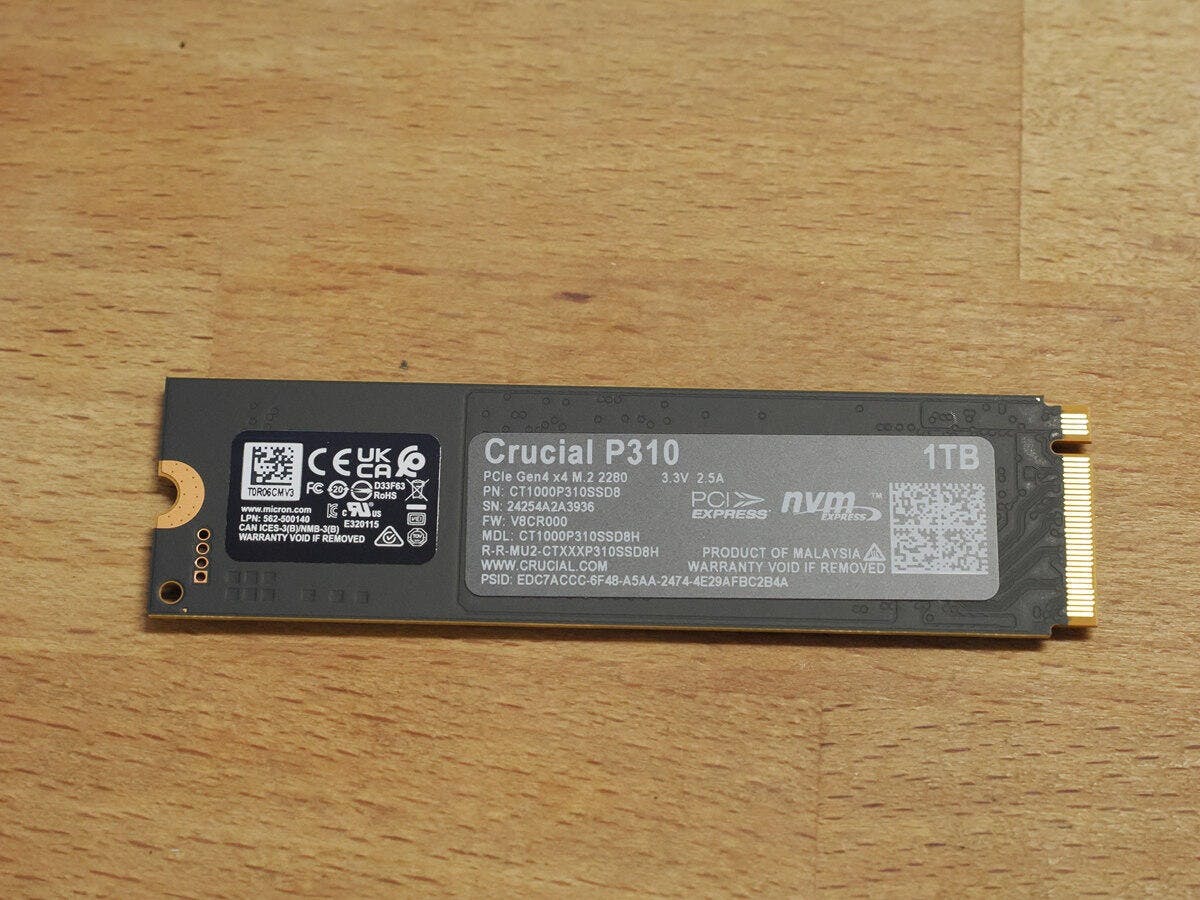 T0R06CMV3
CE UK CA
FC 20 D33F63
RoHS
www.micron.com
LPN: 562-500140
c us
E320115
CAN ICES-3(B)/NMB-3(B)
WARRANTY VOID IF REMOVED
Crucial P310
1TB
PCIe Gen4 x4 M.2 2280 3.3V 2.5A
PN: CT1000P310SSD8
SN: 24254A2A3936
FW: V8CR000
MDL: CT1000P310SSD8H
R-R-MU2-CTXXXP310SSD8H
WWW.CRUCIAL.COM
PSID: EDC7ACCC-6F48-A5AA-2474-4E29AFBC2B4A
PCI
EXPRESS®
nvm™
EXPRESS
PRODUCT OF MALAYSIA
WARRANTY VOID IF REMOVED